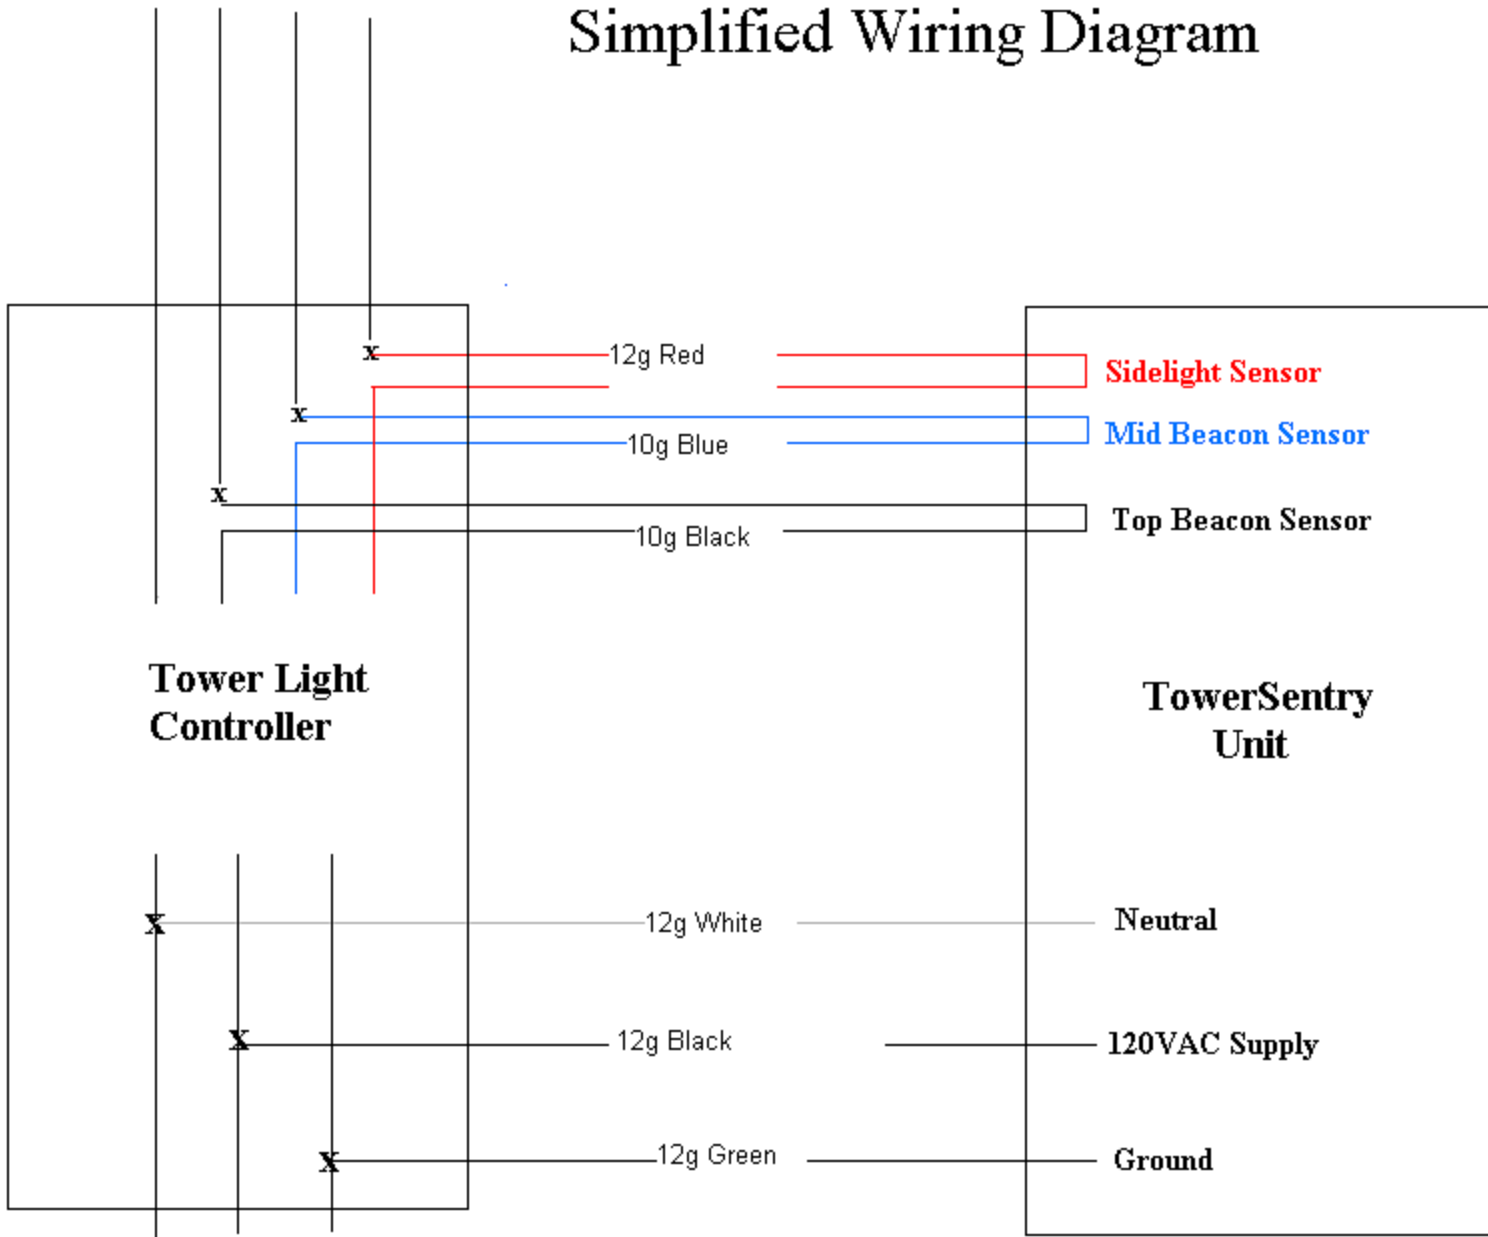 Simplified Wiring Diagram
x
12g Red
Sidelight Sensor
x
10g Blue
Mid Beacon Sensor
x
10g Black
Top Beacon Sensor
Tower Light
Controller
TowerSentry
Unit
X
12g White
Neutral
X
12g Black
120VAC Supply
X
12g Green
Ground